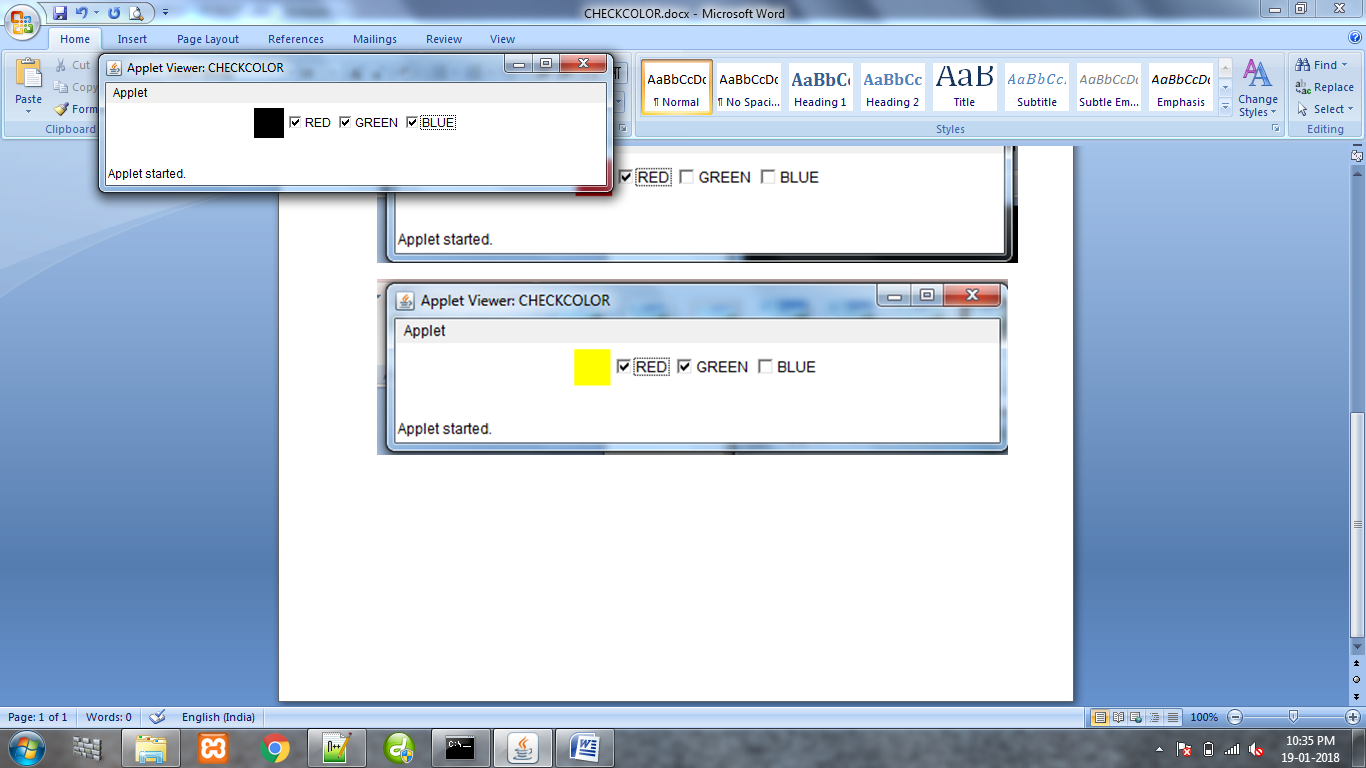 CHECKCOLOR.docx - Microsoft Word
Home Insert Page Layout References Mailings Review View
Paste
Cut
Copy
Form
Clipboard
AaBbCcDc AaBbCcDc AaBbC AaBbCc AaB AaBbCc. AaBbCcDc AaBbCcDc
¶ Normal ¶ No Spaci... Heading 1 Heading 2 Title Subtitle Subtle Em... Emphasis
Change
Styles
Styles
Find
Replace
Select
Editing
Applet Viewer: CHECKCOLOR
Applet
RED GREEN BLUE
Applet started.
RED GREEN BLUE
Applet started.
Applet Viewer: CHECKCOLOR
Applet
RED GREEN BLUE
Applet started.
Page: 1 of 1 Words: 0 English (India) 100%
C:\.
10:35 PM
19-01-2018